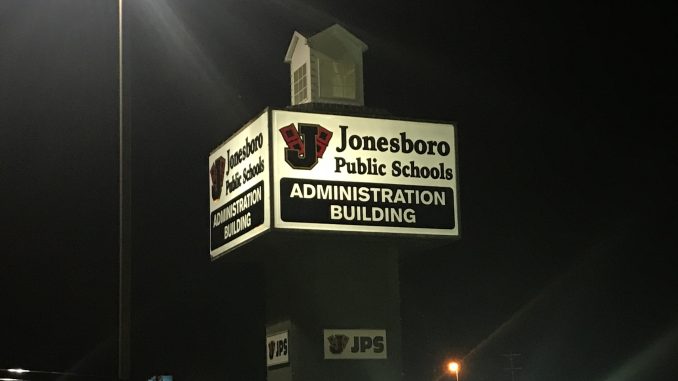 Jonesboro
Public Schools
ADMINISTRATION
BUILDING
J Jonesboro
Public Schools
ADMINISTRATION
BUILDING
JPS
JPS